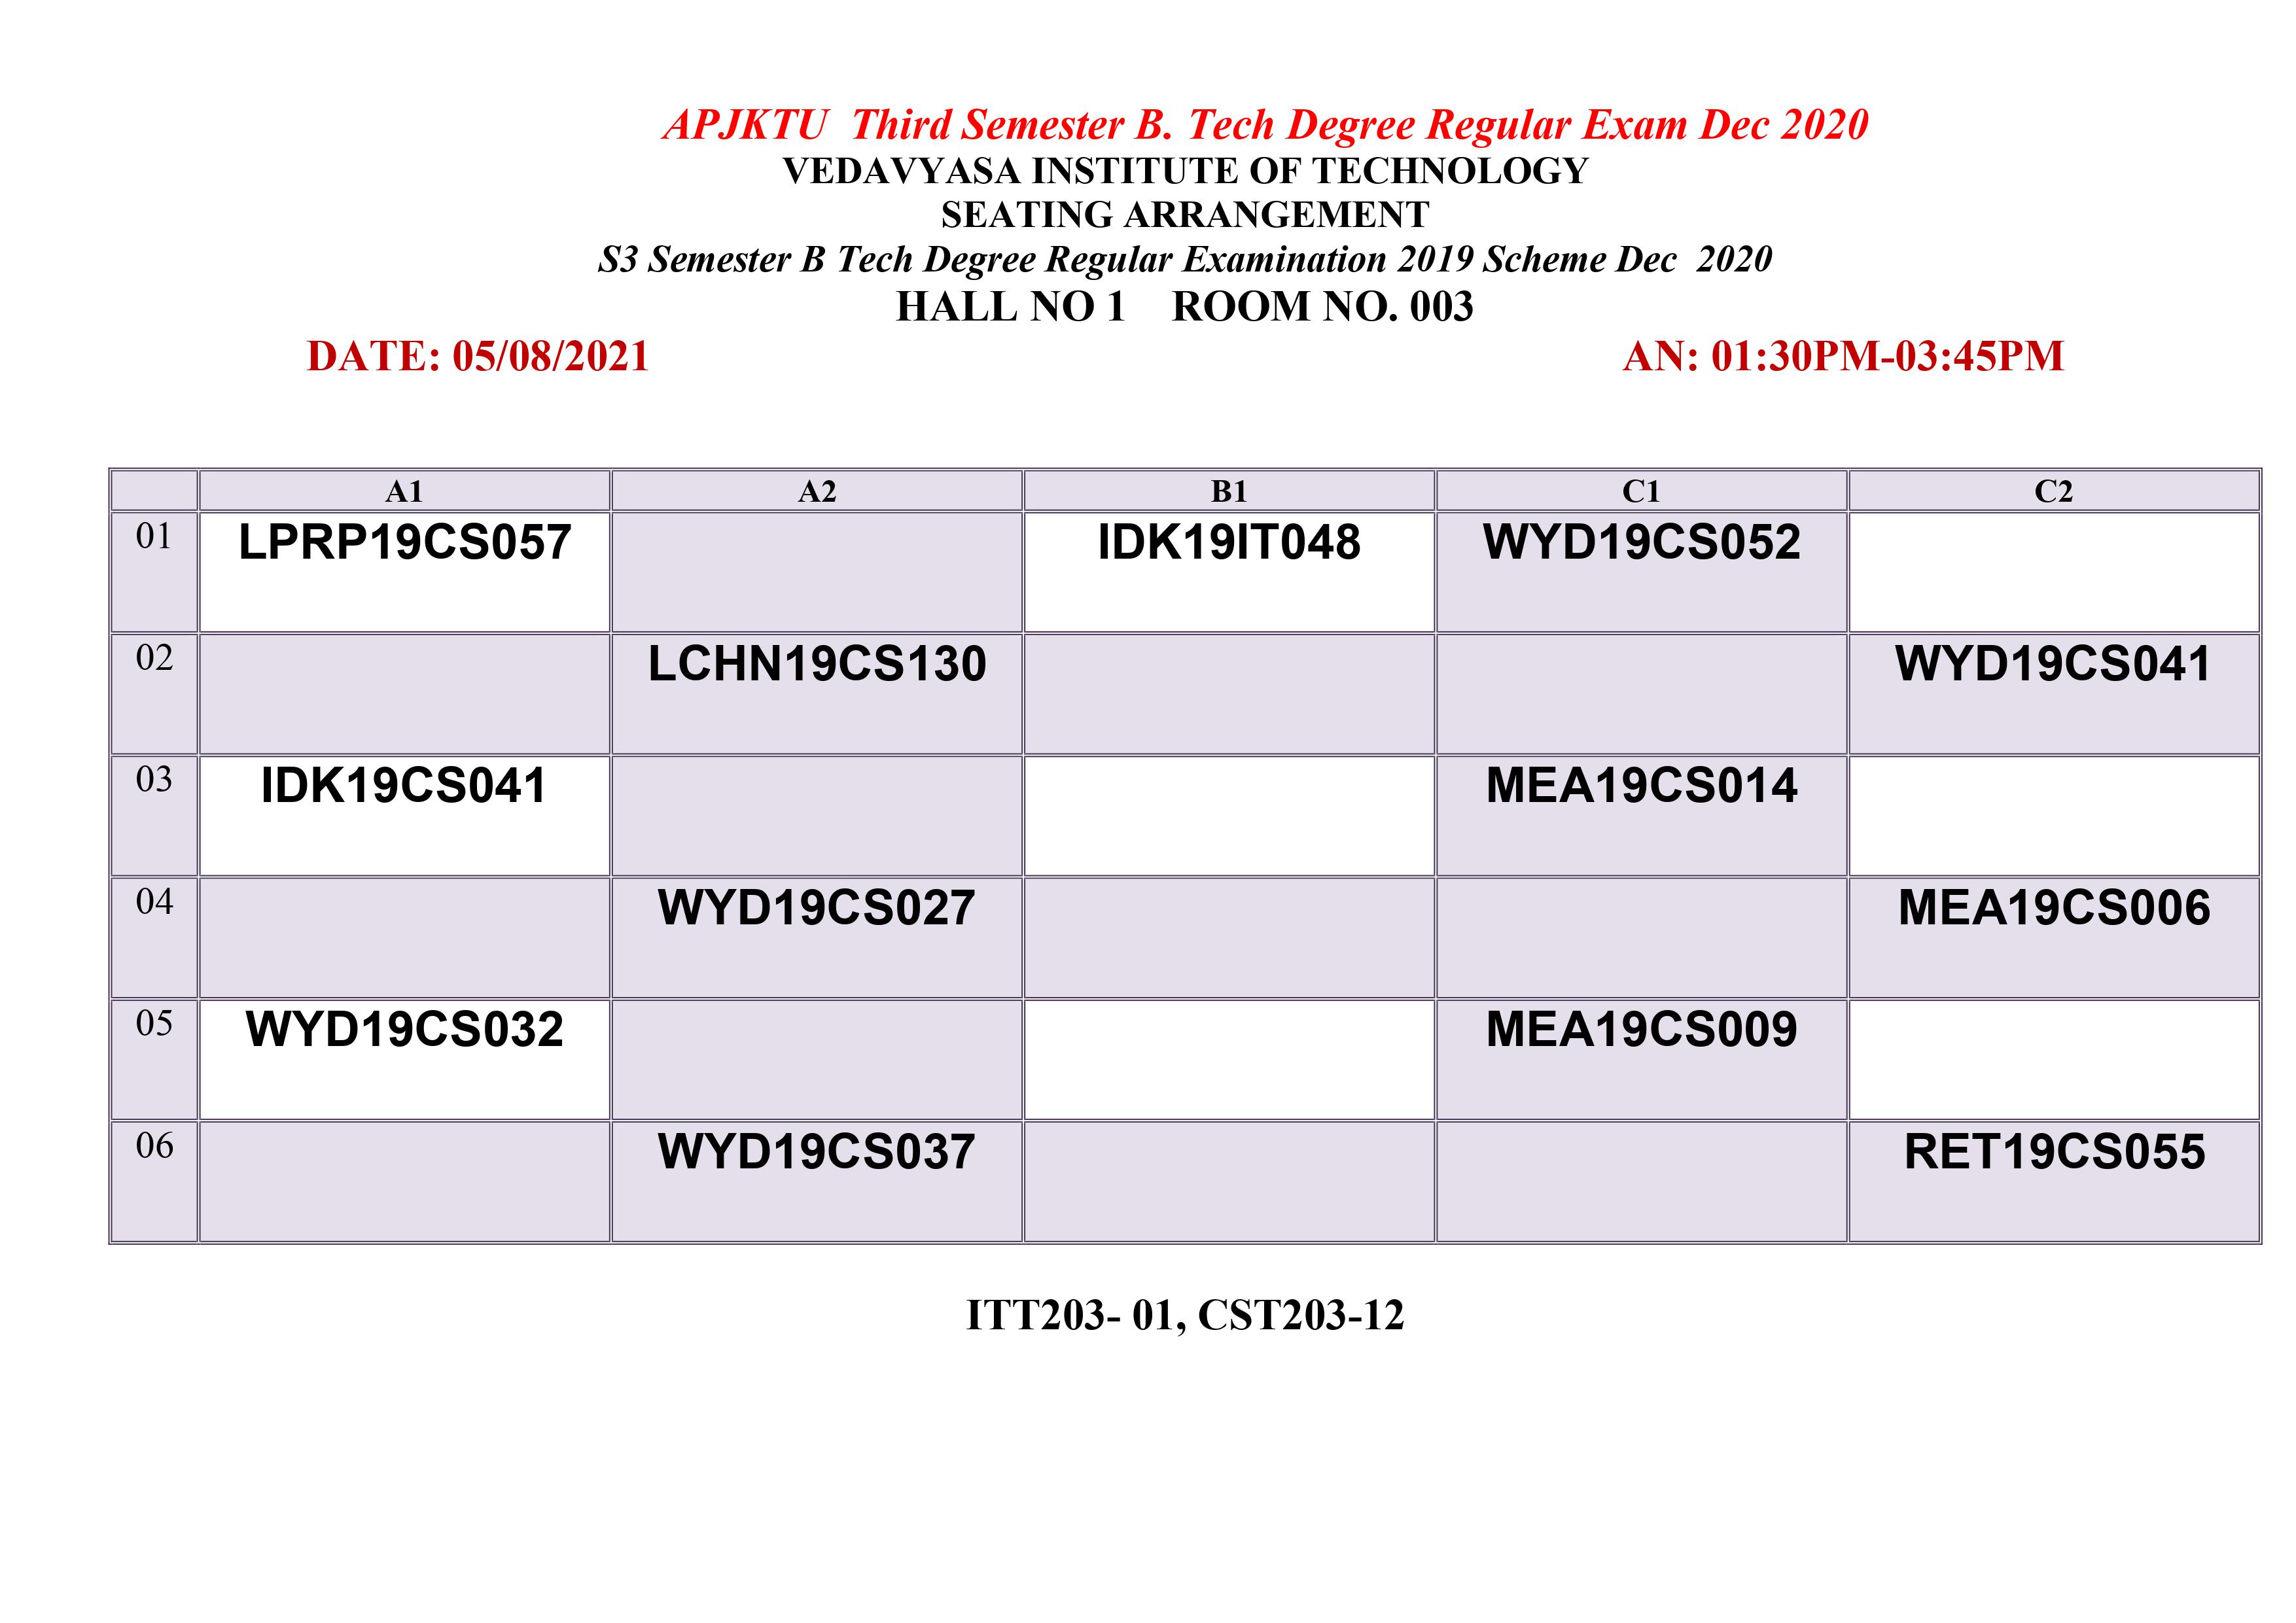 APJKTU  Third Semester B. Tech Degree Regular Exam Dec 2020
VEDAVYASA INSTITUTE OF TECHNOLOGY
SEATING ARRANGEMENT
S3 Semester B Tech Degree Regular Examination 2019 Scheme Dec  2020
HALL NO 1    ROOM NO. 003
DATE: 05/08/2021 AN: 01:30PM-03:45PM
A1 A2 B1 C1 C2
01 LPRP19CS057 IDK19IT048 WYD19CS052
02 LCHN19CS130 WYD19CS041
03 IDK19CS041 MEA19CS014
04 WYD19CS027 MEA19CS006
05 WYD19CS032 MEA19CS009
06 WYD19CS037 RET19CS055
ITT203- 01, CST203-12